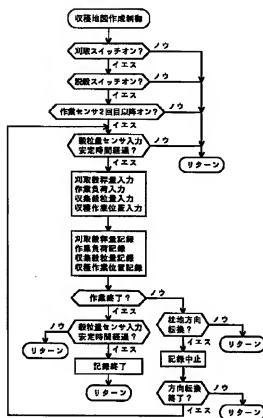 収穫地図作成制御
刈取スイッチオン?
ノウ
イエス
脱穀スイッチオン?
ノウ
イエス
作業センサ2回目以降オン?
ノウ
イエス
穀粒量センサ入力
安定時間経過?
ノウ
イエス
リターン
刈取穀稈量入力
作業負荷入力
収集穀粒量入力
収穫作業位置入力
刈取穀稈量記録
作業負荷記録
収集穀粒量記録
収穫作業位置記録
作業終了?
ノウ
イエス
枕地方向
転換?
ノウ
イエス
リターン
穀粒量センサ入力
安定時間経過?
ノウ
イエス
リターン
記録中止
記録終了
リターン
方向転換
終了?
ノウ
イエス
リターン